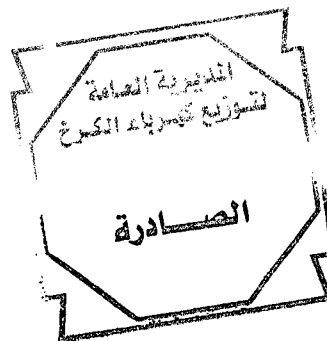 المديرية العامة
لتوزيع كهرباء الكرخ
الصادرة